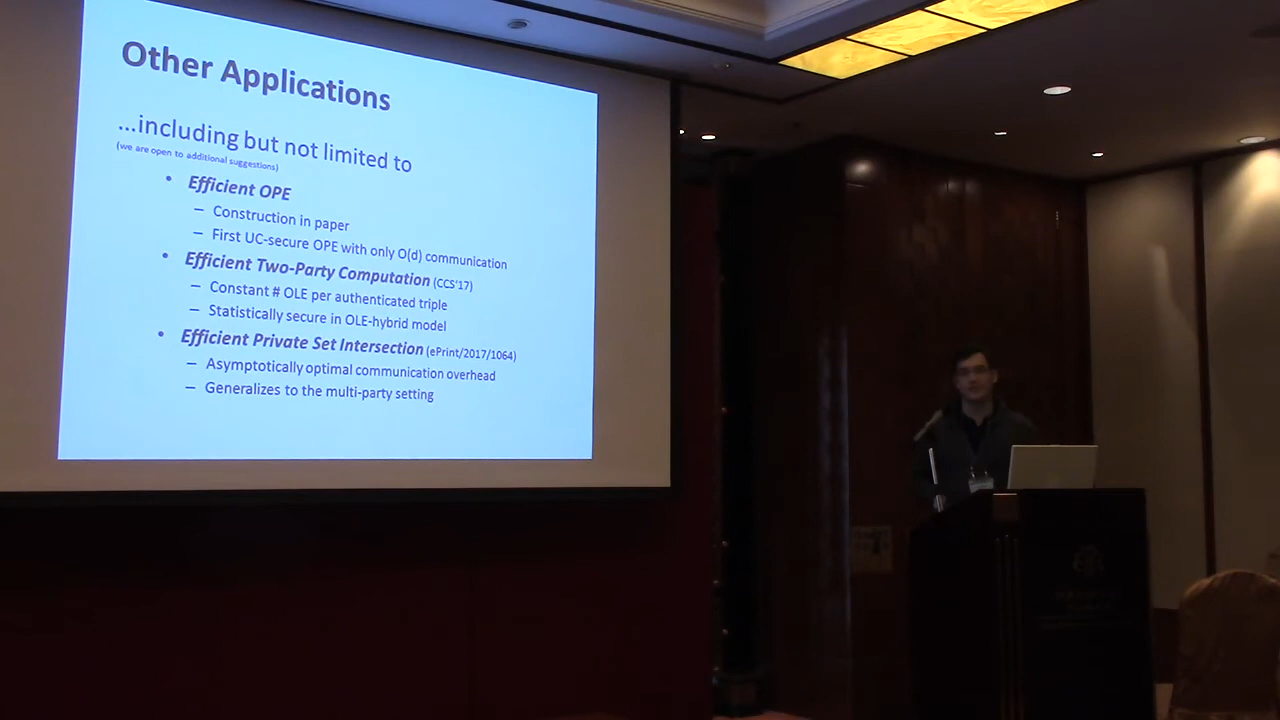 Other Applications
...including but not limited to
(we are open to additional suggestions)
• Efficient OPE
– Construction in paper
– First UC-secure OPE with only O(d) communication
• Efficient Two-Party Computation (CCS'17)
– Constant # OLE per authenticated triple
– Statistically secure in OLE-hybrid model
• Efficient Private Set Intersection (ePrint/2017/1064)
– Asymptotically optimal communication overhead
– Generalizes to the multi-party setting